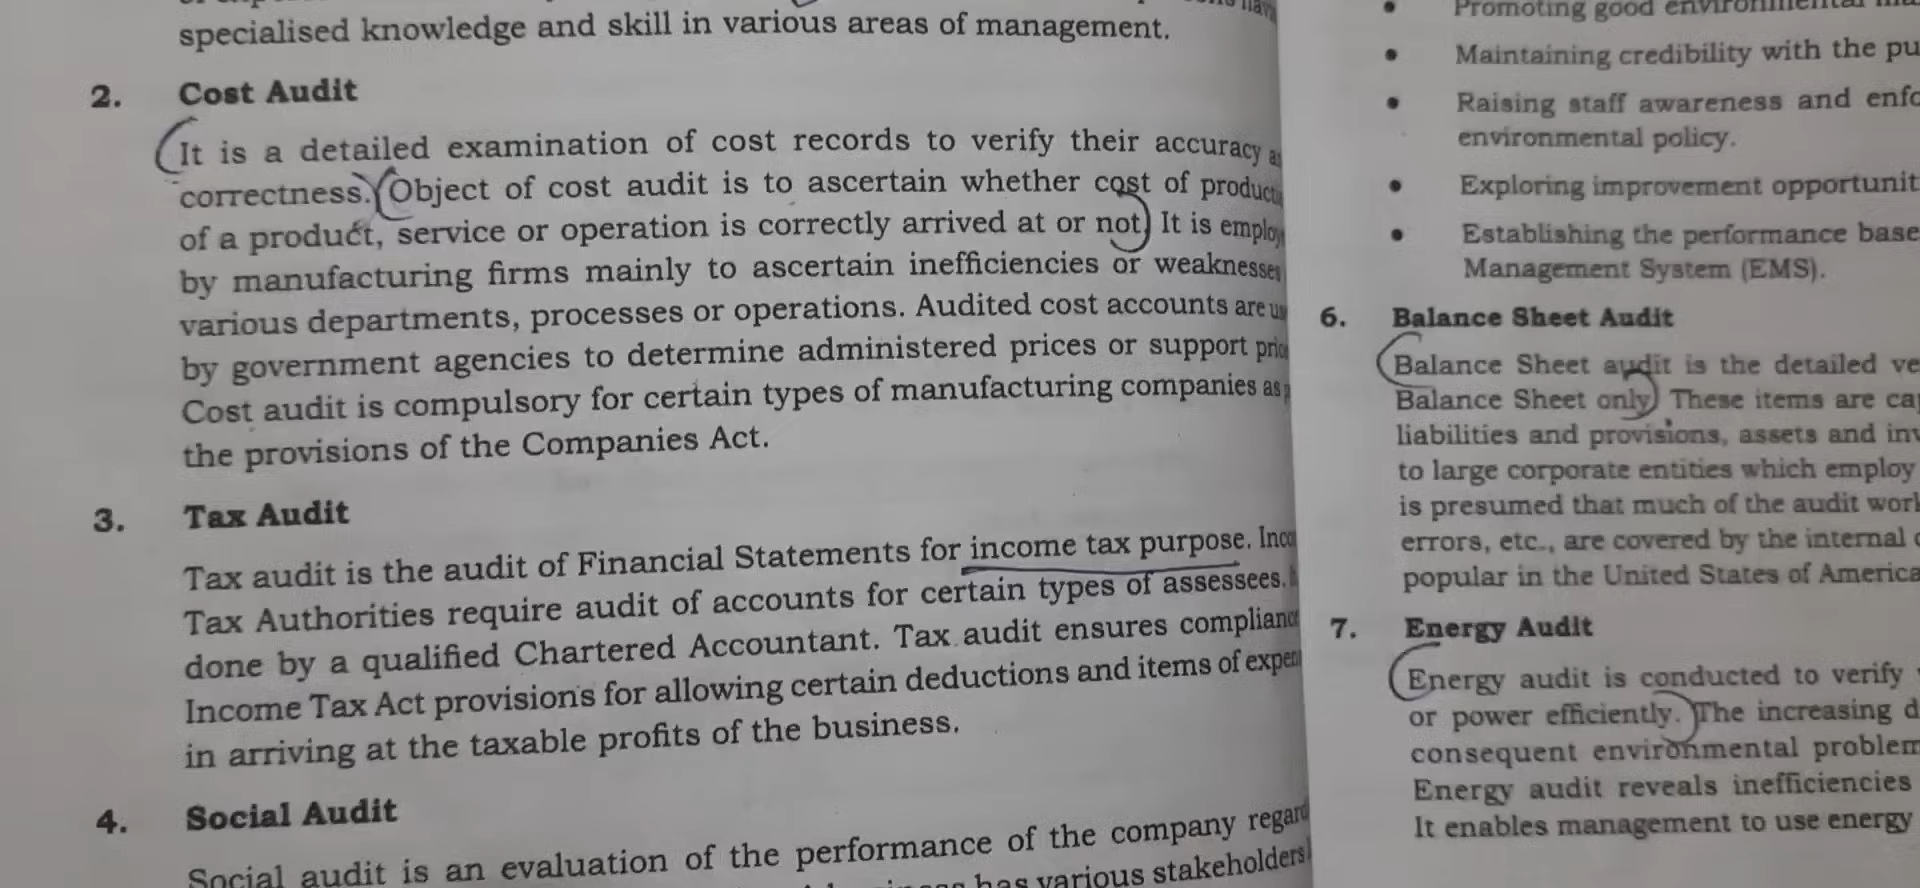 specialised knowledge and skill in various areas of management.
2. Cost Audit
It is a detailed examination of cost records to verify their accuracy
correctness. Object of cost audit is to ascertain whether cost of
of a product, service or operation is correctly arrived at or not. It is
by manufacturing firms mainly to ascertain inefficiencies or weaknesses
various departments, processes or operations. Audited cost accounts are
by government agencies to determine administered prices or support
Cost audit is compulsory for certain types of manufacturing companies as
the provisions of the Companies Act.
3. Tax Audit
Tax audit is the audit of Financial Statements for income tax purpose.
Tax Authorities require audit of accounts for certain types of assessees.
done by a qualified Chartered Accountant. Tax audit ensures
Income Tax Act provisions for allowing certain deductions and items of
in arriving at the taxable profits of the business.
4. Social Audit
Social audit is an evaluation of the performance of the company
has various stakeholders
Promoting good
• Maintaining credibility with the
• Raising staff awareness and
environmental policy.
• Exploring improvement
• Establishing the performance
Management System (EMS).
6. Balance Sheet Audit
Balance Sheet audit is the detailed
Balance Sheet only. These items are
liabilities and provisions, assets and
to large corporate entities which employ
is presumed that much of the audit
errors, etc., are covered by the internal
popular in the United States of America
7. Energy Audit
Energy audit is conducted to verify
or power efficiently. The increasing
consequent environmental
Energy audit reveals inefficiencies
It enables management to use energy